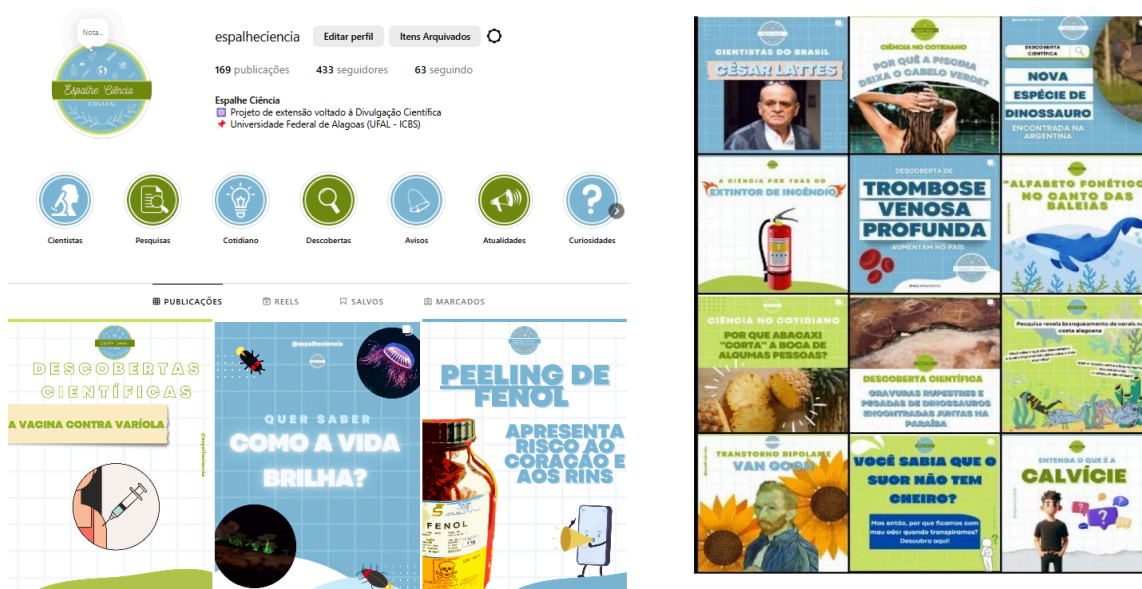 Nota...
Espalhe Ciência
ICBS-UFAL
espalheciencia
Editar perfil
Itens Arquivados
169 publicações
433 seguidores
63 seguindo
Espalhe Ciência
Projeto de extensão voltado à Divulgação Científica
Universidade Federal de Alagoas (UFAL - ICBS)
Cientistas
Pesquisas
Cotidiano
Descobertas
Avisos
Atualidades
Curiosidades
PUBLICAÇÕES
REELS
SALVOS
MARCADOS
DESCOBERTAS
CIENTÍFICAS
A VACINA CONTRA VARÍOLA
@espalheciencia
QUER SABER
COMO A VIDA
BRILHA?
PEELING DE
FENOL
APRESENTA
RISCO AO
CORAÇÃO E
AOS RINS
FENOL
CIENTISTAS DO BRASIL
CÉSAR LATTES
CIÊNCIA NO COTIDIANO
POR QUÊ A PISCINA
DEIXA O CABELO VERDE?
DESCOBERTA
CIENTÍFICA
NOVA
ESPÉCIE DE
DINOSSAURO
ENCONTRADA NA
ARGENTINA
A CIÊNCIA POR TRÁS DO
EXTINTOR DE INCÊNDIO
DESCOBERTA DE
TROMBOSE
VENOSA
PROFUNDA
AUMENTAM NO PAÍS
"ALFABETO FONÉTICO
NO CANTO DAS
BALEIAS
CIÊNCIA NO COTIDIANO
POR QUE ABACAXI
"CORTA" A BOCA DE
ALGUMAS PESSOAS?
DESCOBERTA CIENTÍFICA
GRAVURAS RUPESTRES E
PEGADAS DE DINOSSAUROS
ENCONTRADAS JUNTAS NA
PARAÍBA
Pesquisa revela branqueamento de corais na
costa alagoana
TRANSTORNO BIPOLAR E
VAN GOGH
VOCÊ SABIA QUE O
SUOR NÃO TEM
CHEIRO?
Mas então, por que ficamos com
mau odor quando transpiramos?
Descubra aqui!
ENTENDA O QUE É A
CALVÍCIE